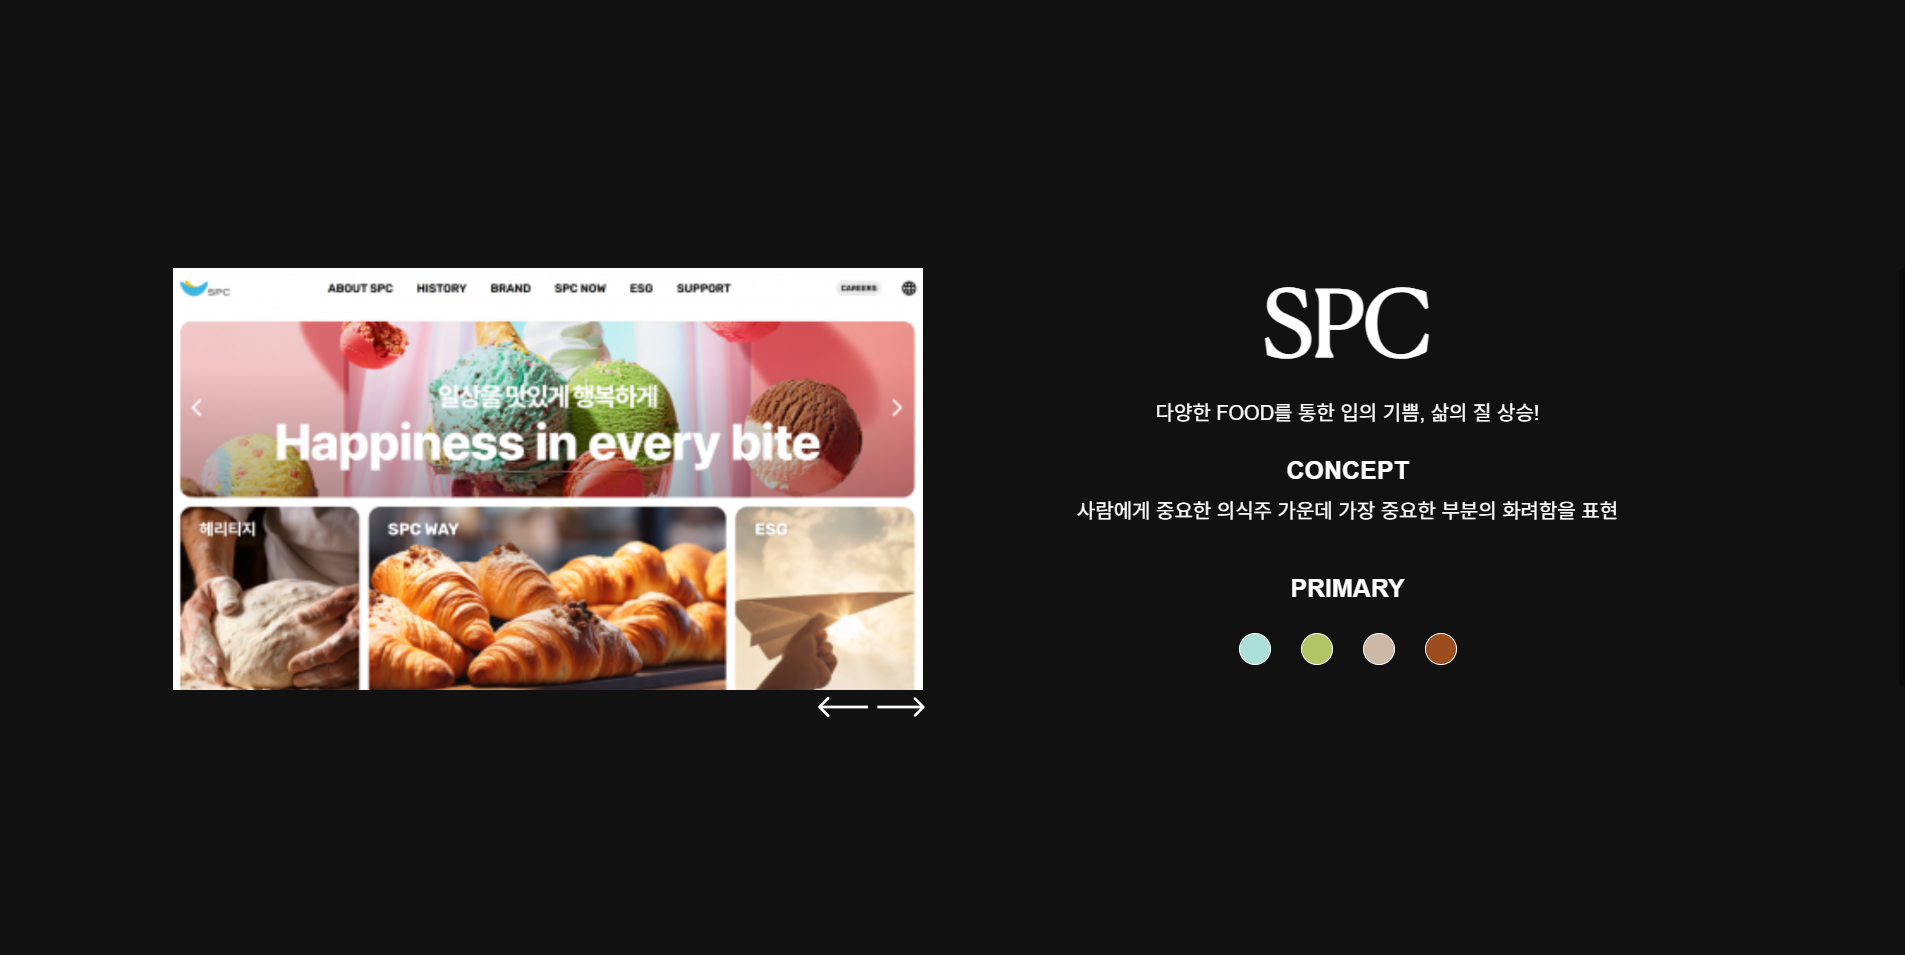 SPC
ABOUT SPC HISTORY BRAND SPC NOW ESG SUPPORT
CAREERS
일상을 맛있게 행복하게
Happiness in every bite
헤리티지
SPC WAY
ESG
SPC
다양한 FOOD를 통한 입의 기쁨, 삶의 질 상승!
CONCEPT
사람에게 중요한 의식주 가운데 가장 중요한 부분의 화려함을 표현
PRIMARY